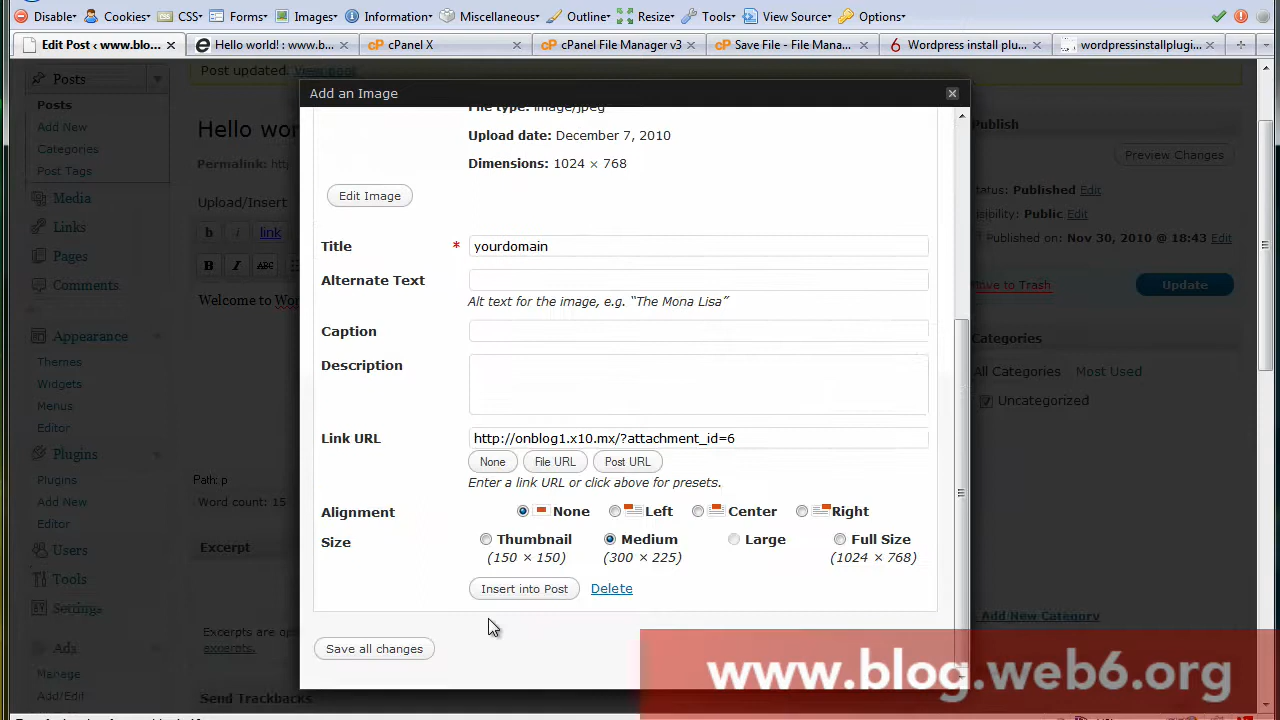 Disable Cookies CSS Forms Images Information Miscellaneous Outline Resize Tools View Source Options
Edit Post ‹ www.blo... Hello world! : www.b... cPanel X cPanel File Manager v3 Save File - File Mana... Wordpress install plu... wordpressinstallplugi...
Posts
Post updated. View post
Posts
Add New
Categories
Post Tags
Media
Links
Pages
Comments
Appearance
Themes
Widgets
Menus
Editor
Plugins
Plugins
Add New
Editor
Users
Tools
Settings
Adx
Manage
Add/Edit
Hello wor
Permalink: htt
Upload/Insert
b i link
B I ABC
Welcome to Wor
Path: p
Word count: 15
Excerpt
Excerpts are opti
excerpts.
Send Trackbacks
Add an Image
File type: image/jpeg
Upload date: December 7, 2010
Dimensions: 1024 × 768
Edit Image
Title * yourdomain
Alternate Text
Alt text for the image, e.g. “The Mona Lisa”
Caption
Description
Link URL http://onblog1.x10.mx/?attachment_id=6
None File URL Post URL
Enter a link URL or click above for presets.
Alignment None Left Center Right
Size Thumbnail Medium Large Full Size
(150 × 150) (300 × 225) (1024 × 768)
Insert into Post Delete
Save all changes
Publish
Preview Changes
tatus: Published Edit
ibility: Public Edit
Published on: Nov 30, 2010 @ 18:43 Edit
Move to Trash Update
Categories
All Categories Most Used
Uncategorized
Add New Category
www.blog.web6.org